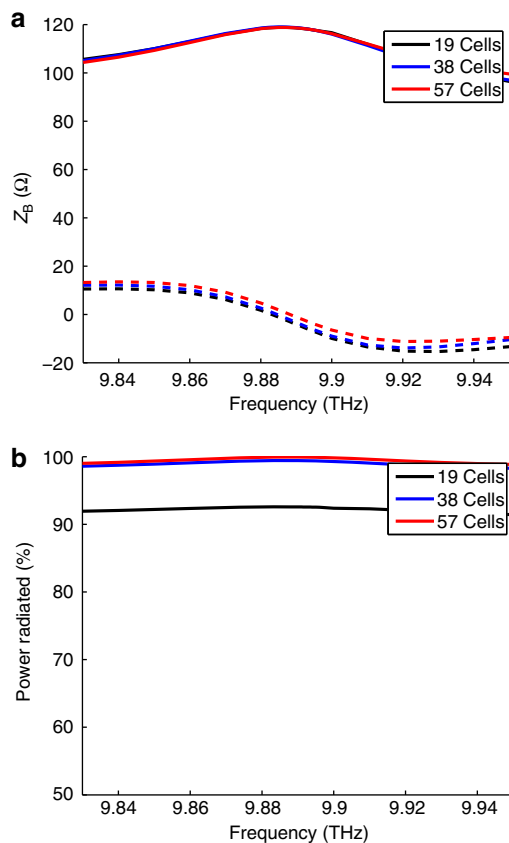 a
120
100
80
60
40
20
0
−20
Z_B (Ω)
19 Cells
38 Cells
57 Cells
9.84 9.86 9.88 9.9 9.92 9.94
Frequency (THz)
b
100
90
80
70
60
50
Power radiated (%)
19 Cells
38 Cells
57 Cells
9.84 9.86 9.88 9.9 9.92 9.94
Frequency (THz)